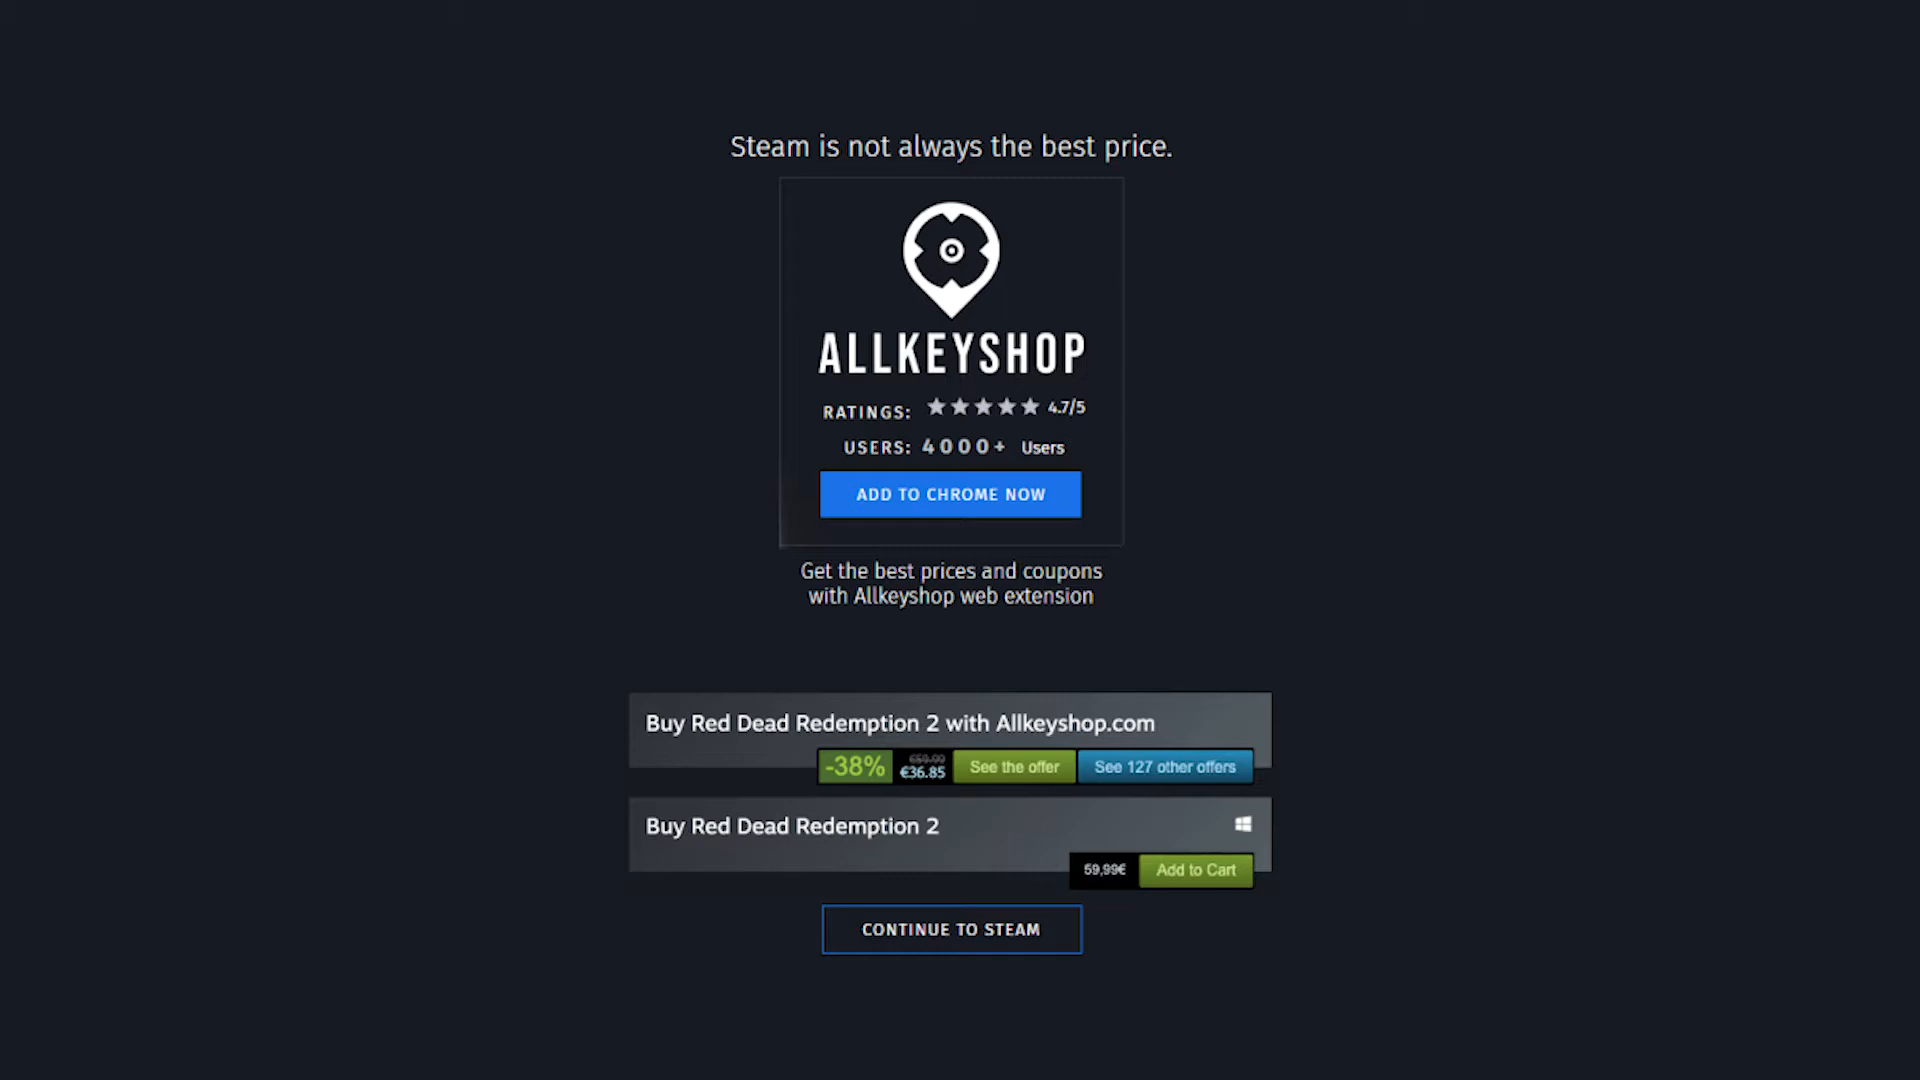 Steam is not always the best price.
ALLKEYSHOP
RATINGS: 4.7/5
USERS: 4000+ Users
ADD TO CHROME NOW
Get the best prices and coupons
with Allkeyshop web extension
Buy Red Dead Redemption 2 with Allkeyshop.com
-38% €59.99 €36.85 See the offer See 127 other offers
Buy Red Dead Redemption 2
59,99€ Add to Cart
CONTINUE TO STEAM